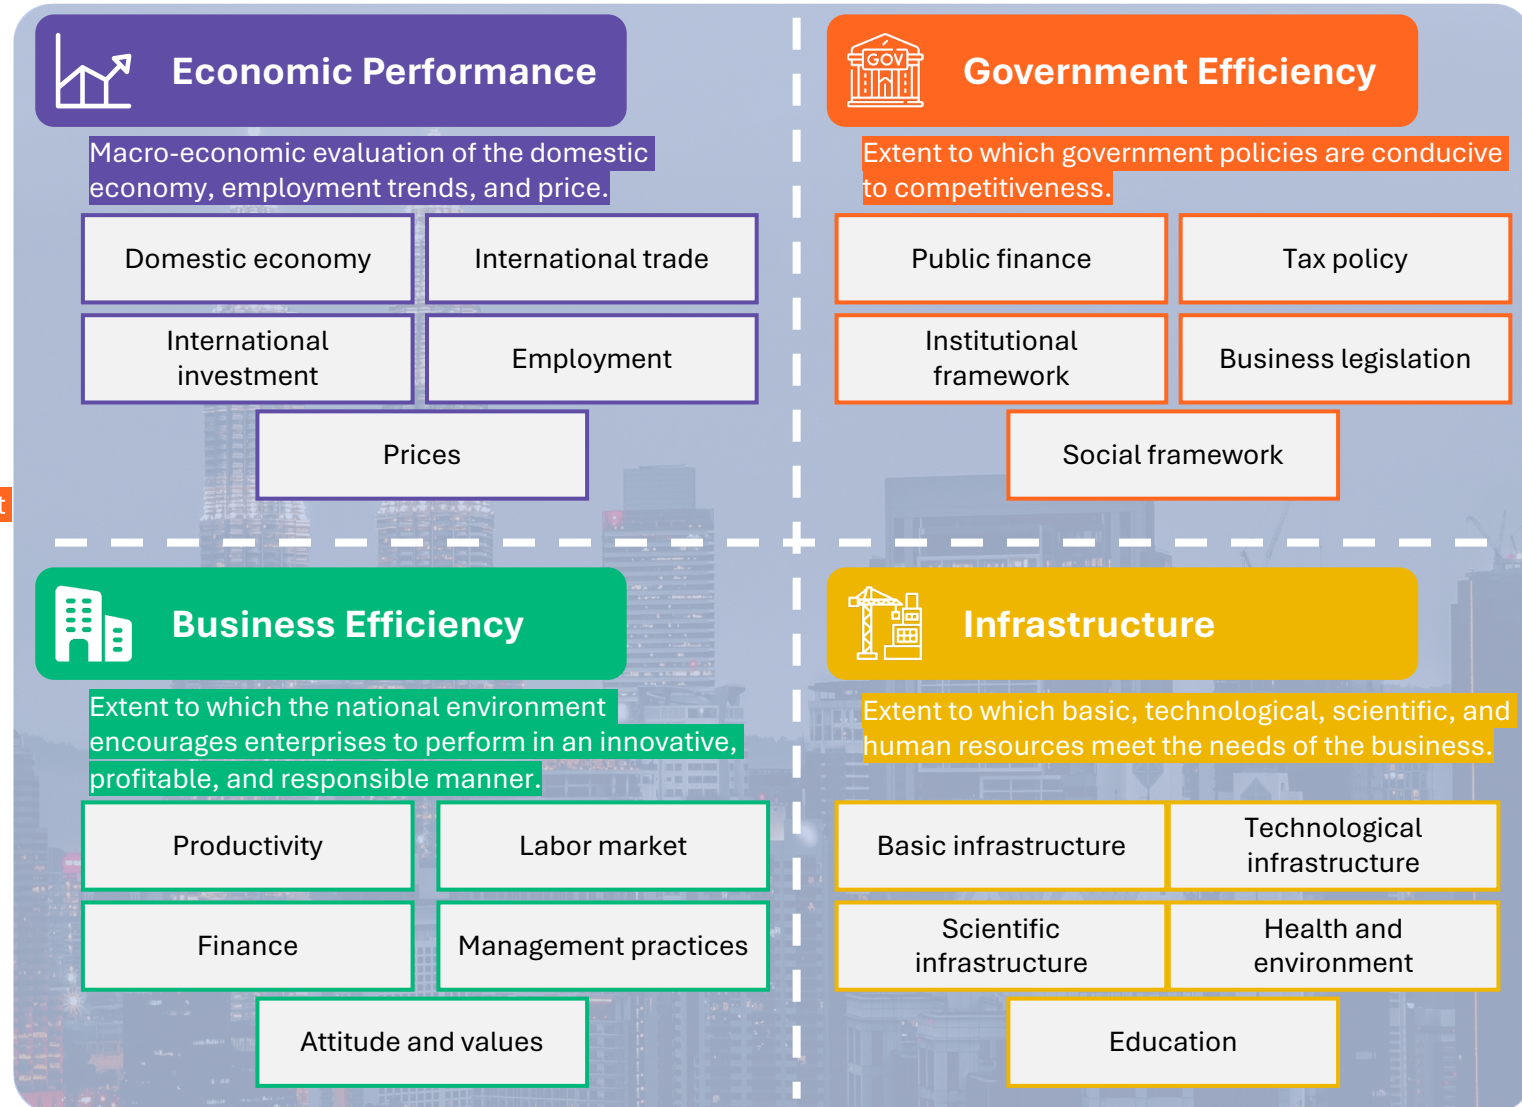 Economic Performance
Macro-economic evaluation of the domestic
economy, employment trends, and price.
Domestic economy
International trade
International
investment
Employment
Prices
GOV
Government Efficiency
Extent to which government policies are conducive
to competitiveness.
Public finance
Tax policy
Institutional
framework
Business legislation
Social framework
t
Business Efficiency
Extent to which the national environment
encourages enterprises to perform in an innovative,
profitable, and responsible manner.
Productivity
Labor market
Finance
Management practices
Attitude and values
Infrastructure
Extent to which basic, technological, scientific, and
human resources meet the needs of the business.
Basic infrastructure
Technological
infrastructure
Scientific
infrastructure
Health and
environment
Education